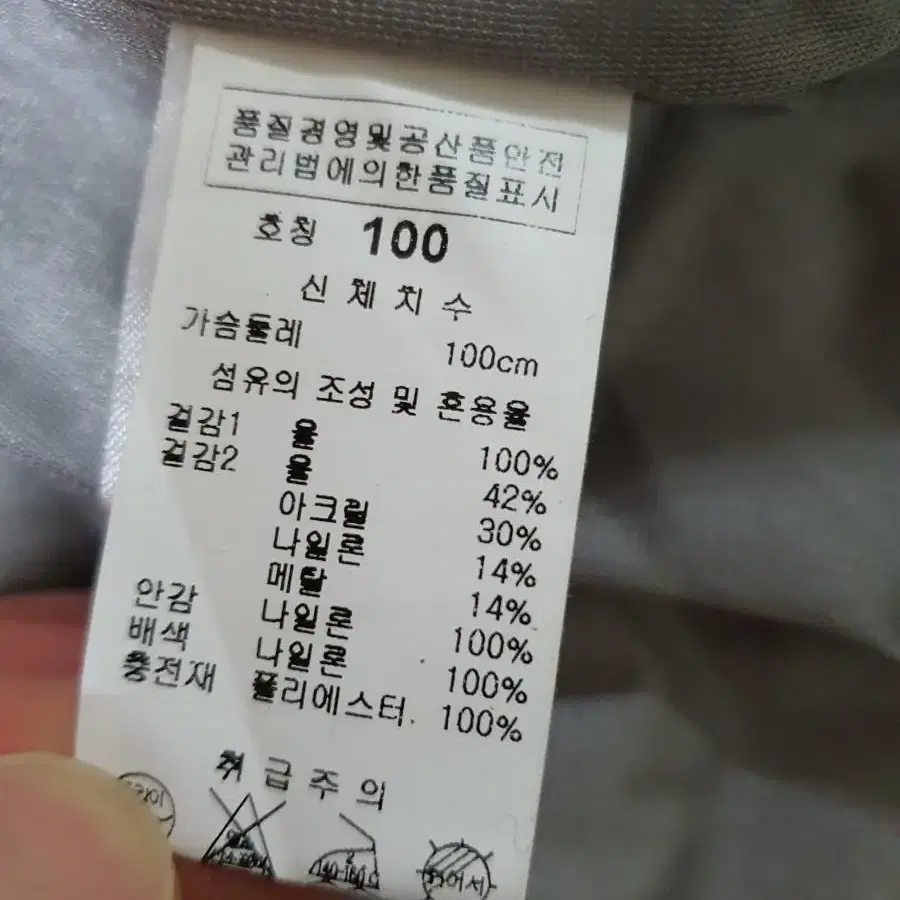 품질경영및공산품안전
관리법에의한품질표시
호칭 100
신체치수
가슴둘레 100cm
섬유의 조성 및 혼용율
겉감1 울 100%
겉감2 울 42%
아크릴 30%
나일론 14%
메탈 14%
안감 나일론 100%
배색 나일론 100%
충전재 폴리에스터 100%
취급주의